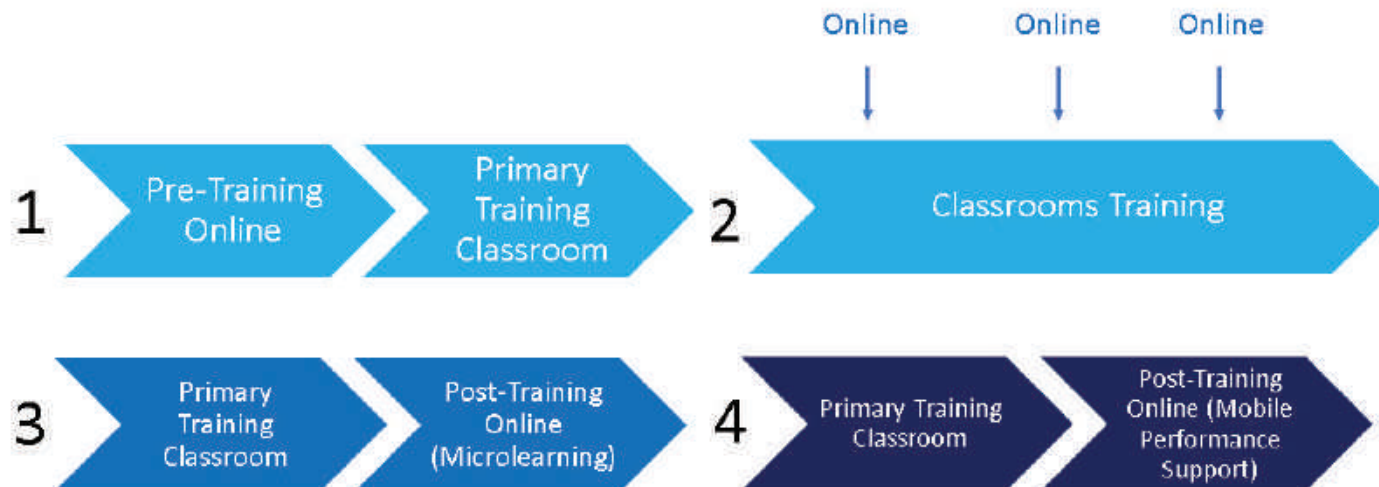 Online
Online
Online
1
Pre-Training
Online
Primary
Training
Classroom
2
Classrooms Training
3
Primary
Training
Classroom
Post-Training
Online
(Microlearning)
4
Primary Training
Classroom
Post-Training
Online (Mobile
Performance
Support)